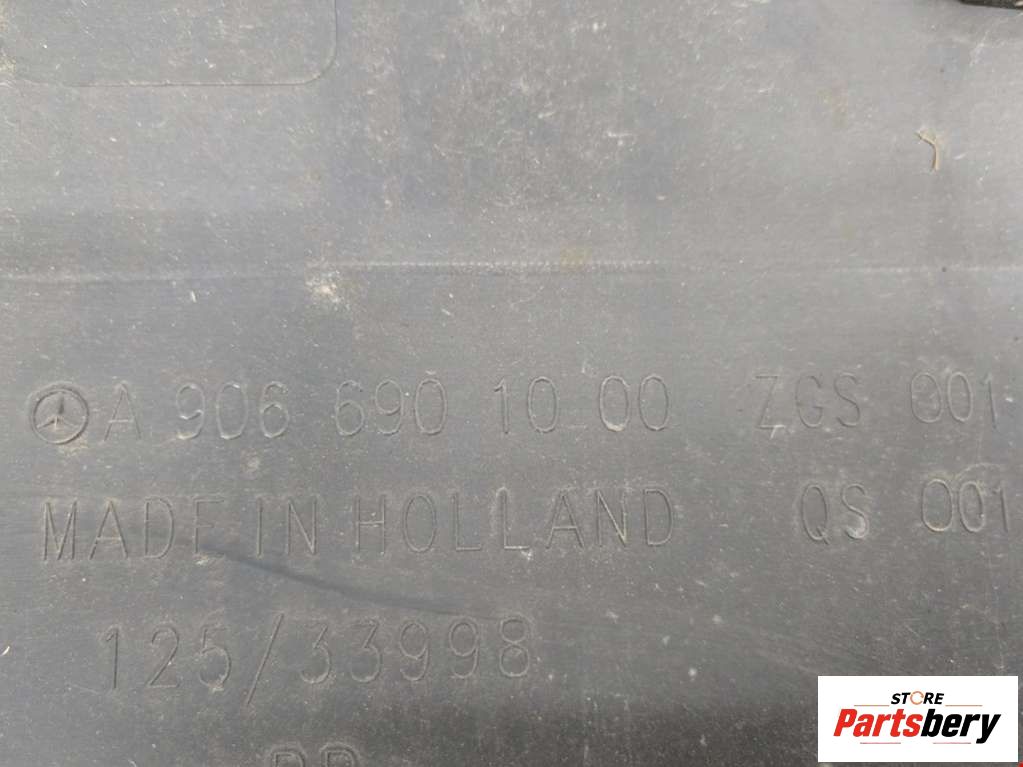 A 906 690 10 00 ZGS 001
MADE IN HOLLAND QS 001
125/33998
STORE
Partsbery